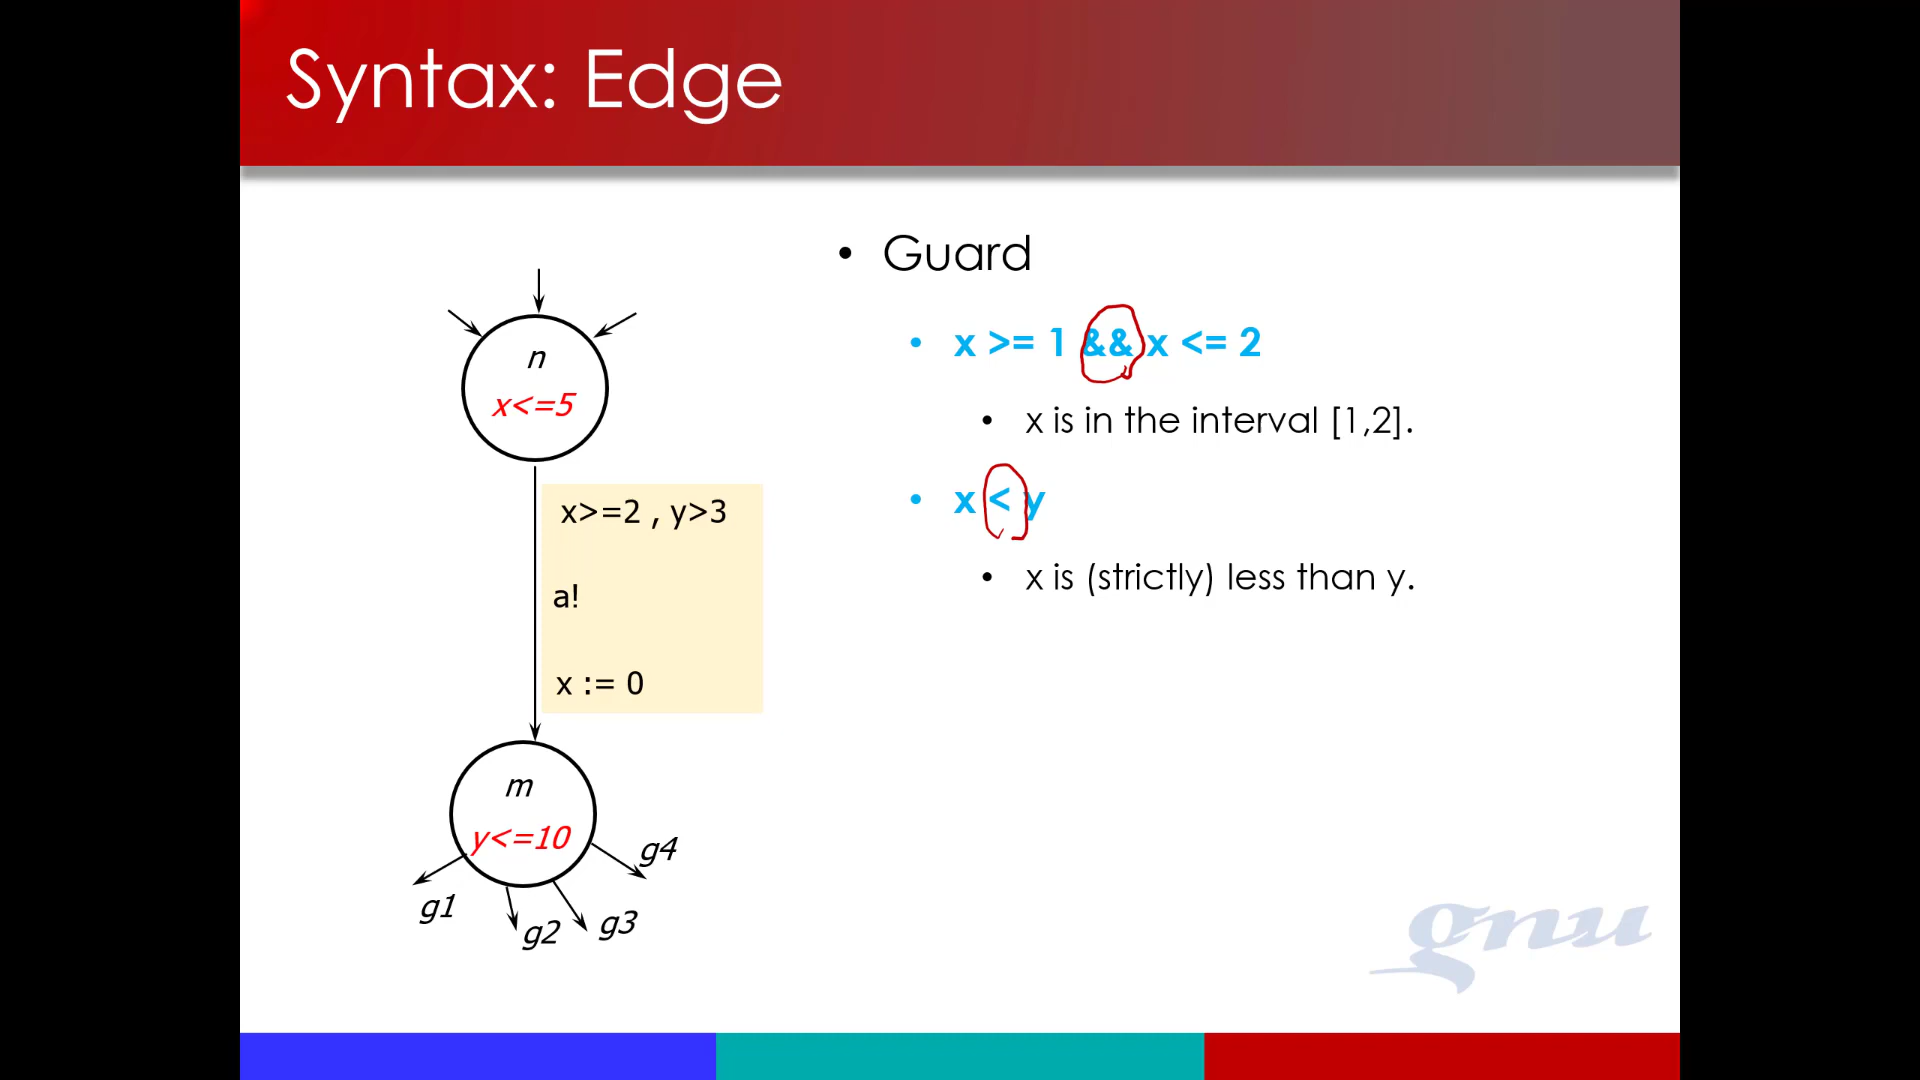 Syntax: Edge
n
x<=5
x>=2 , y>3
a!
x := 0
m
y<=10
g1
g2
g3
g4
• Guard
• x >= 1 && x <= 2
• x is in the interval [1,2].
• x < y
• x is (strictly) less than y.
gnu